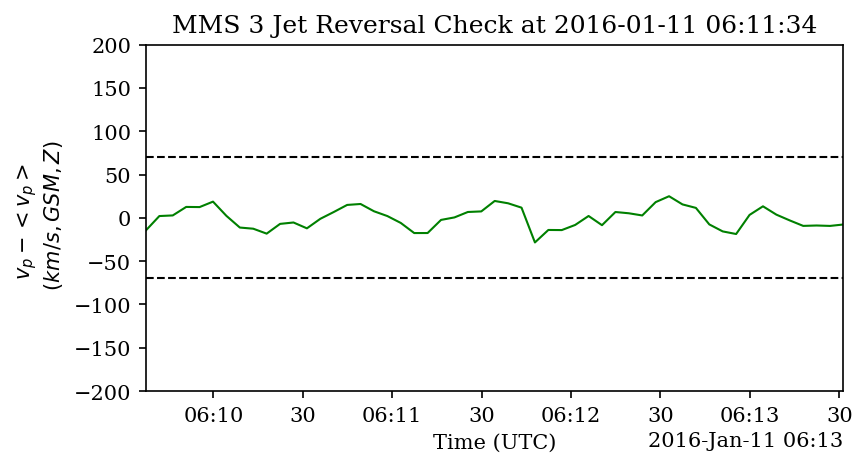 MMS 3 Jet Reversal Check at 2016-01-11 06:11:34
200
150
100
50
0
−50
−100
−150
−200
v_p − < v_p >
(km/s, GSM, Z)
06:10 30 06:11 30 06:12 30 06:13 30
Time (UTC)
2016-Jan-11 06:13